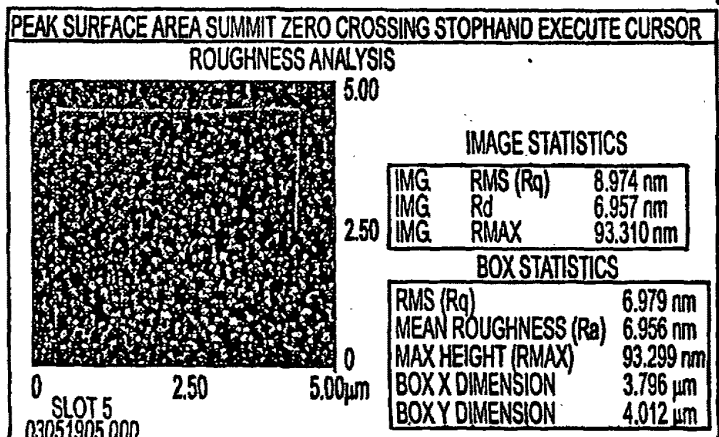 PEAK SURFACE AREA SUMMIT ZERO CROSSING STOPHAND EXECUTE CURSOR
ROUGHNESS ANALYSIS
5.00
2.50
0
0 2.50 5.00μm
SLOT 5
03051905.000
IMAGE STATISTICS
IMG. RMS (Rq) 8.974 nm
IMG. Rd 6.957 nm
IMG. RMAX 93.310 nm
BOX STATISTICS
RMS (Rq) 6.979 nm
MEAN ROUGHNESS (Ra) 6.956 nm
MAX HEIGHT (RMAX) 93.299 nm
BOX X DIMENSION 3.796 μm
BOX Y DIMENSION 4.012 μm